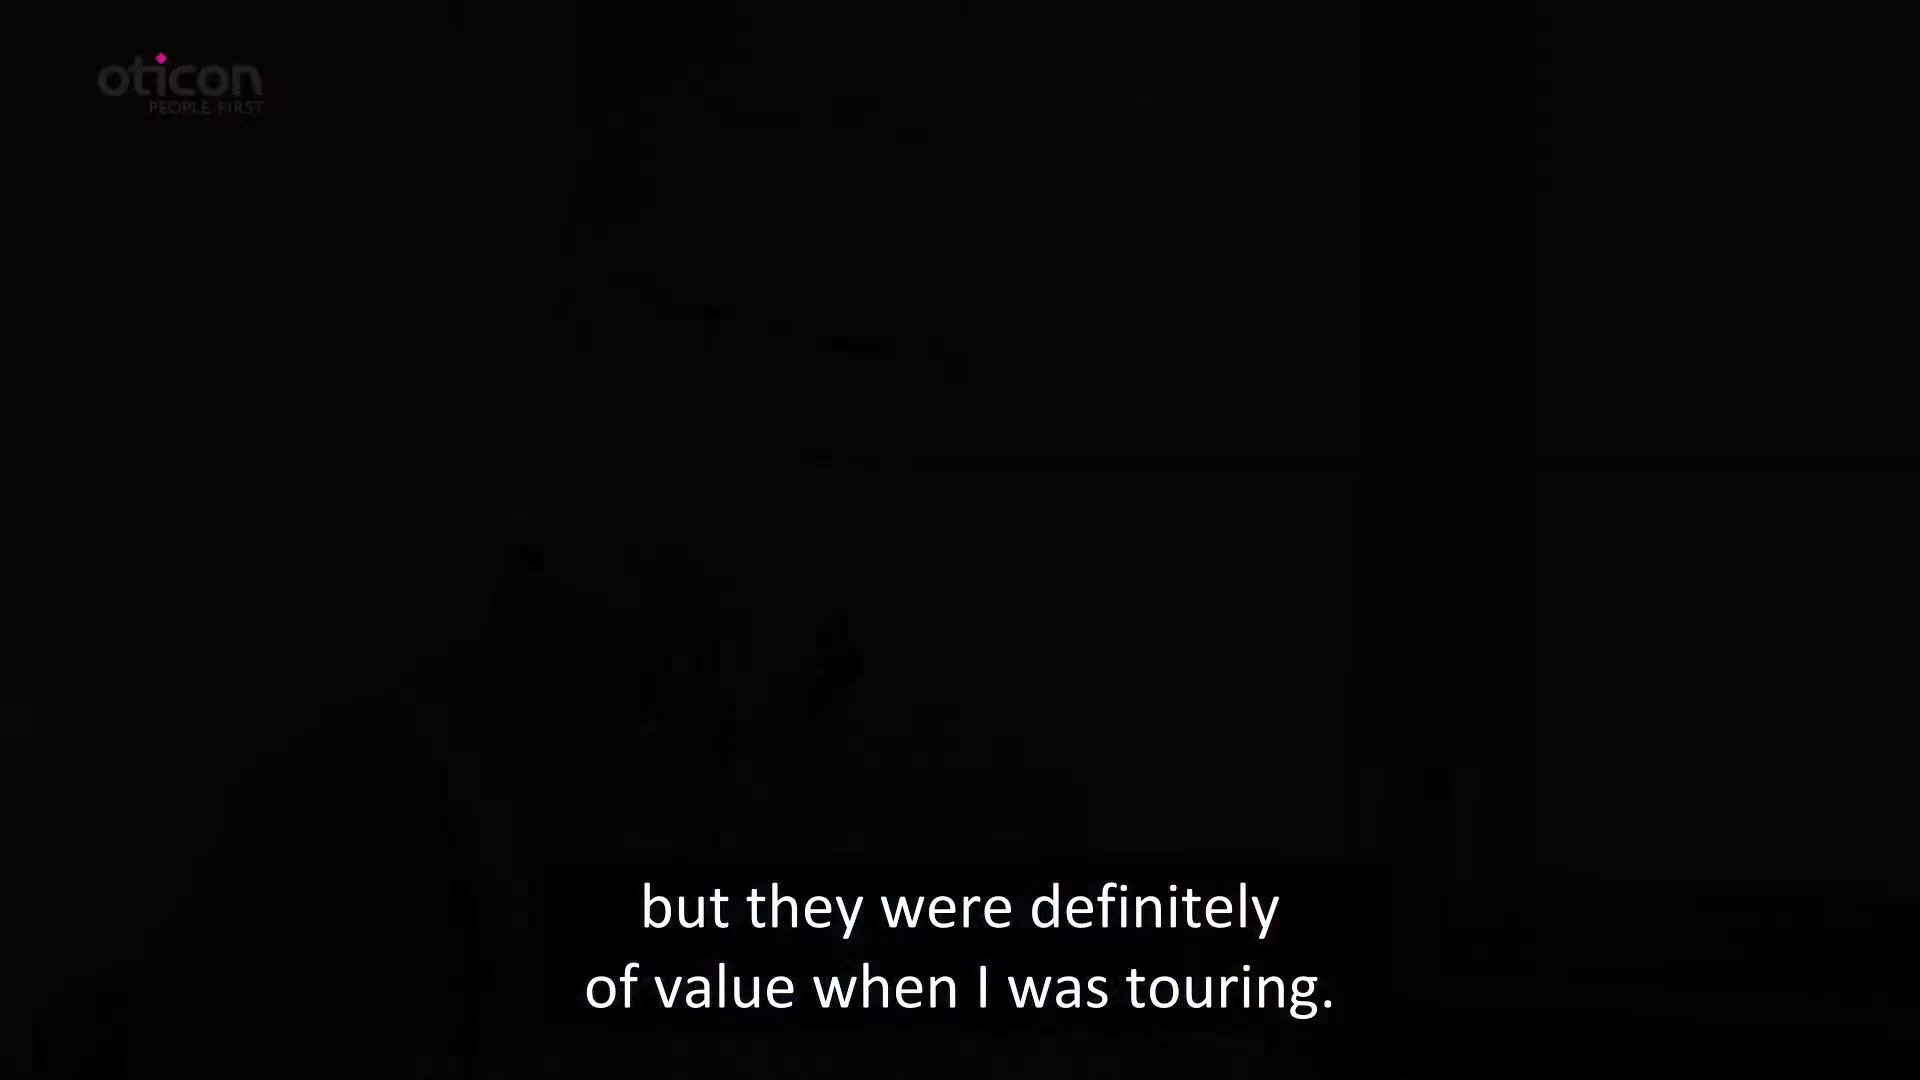 oticon
PEOPLE FIRST
but they were definitely
of value when I was touring.